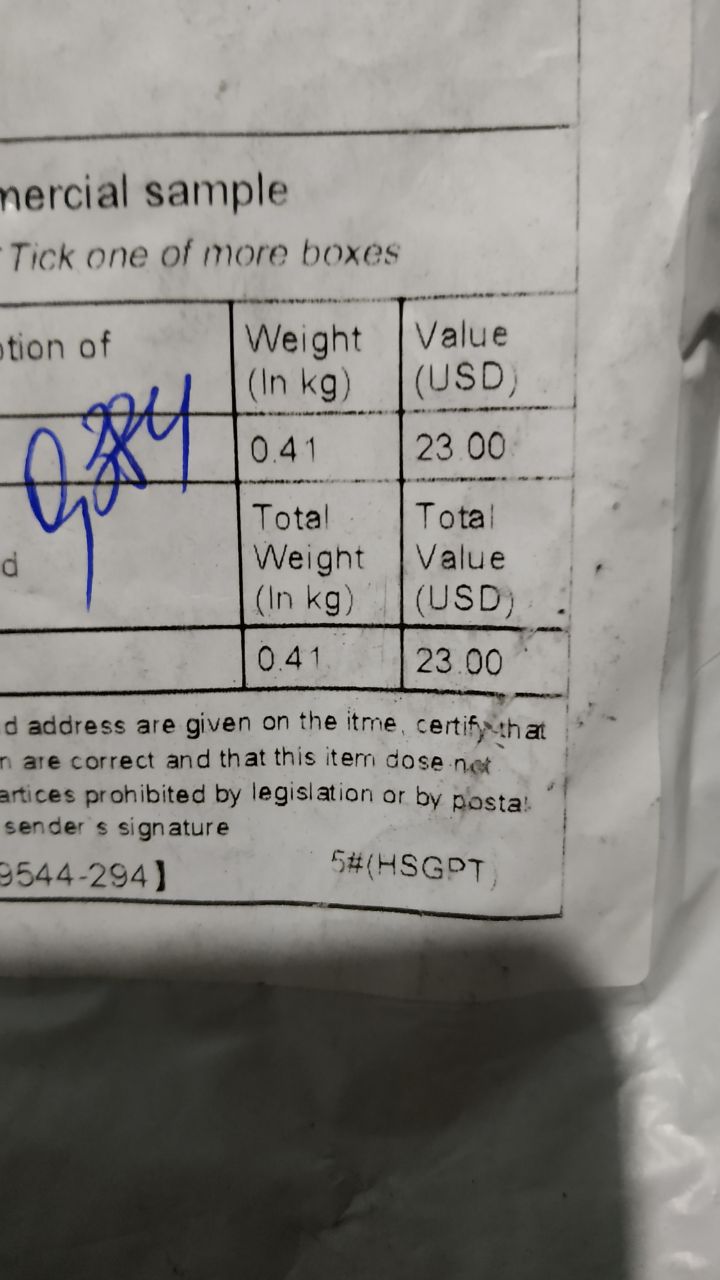 mercial sample
Tick one of more boxes
otion of
Weight
(In kg)
Value
(USD)
0.41
23.00
d
Total
Weight
(In kg)
Total
Value
(USD)
0.41
23.00
d address are given on the itme, certify that
n are correct and that this item dose not
artices prohibited by legislation or by postal
sender s signature
9544-294】
5#(HSGPT)